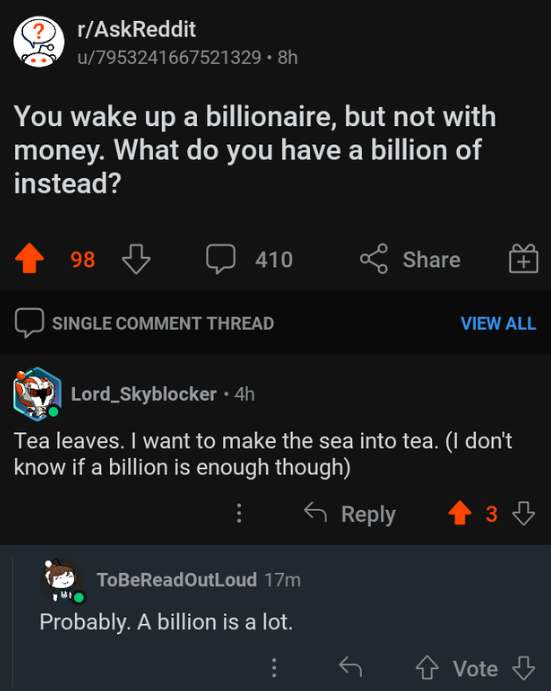 r/AskReddit
u/7953241667521329 • 8h
You wake up a billionaire, but not with
money. What do you have a billion of
instead?
98
410
Share
SINGLE COMMENT THREAD
VIEW ALL
Lord_Skyblocker • 4h
Tea leaves. I want to make the sea into tea. (I don't
know if a billion is enough though)
Reply
3
ToBeReadOutLoud 17m
Probably. A billion is a lot.
Vote